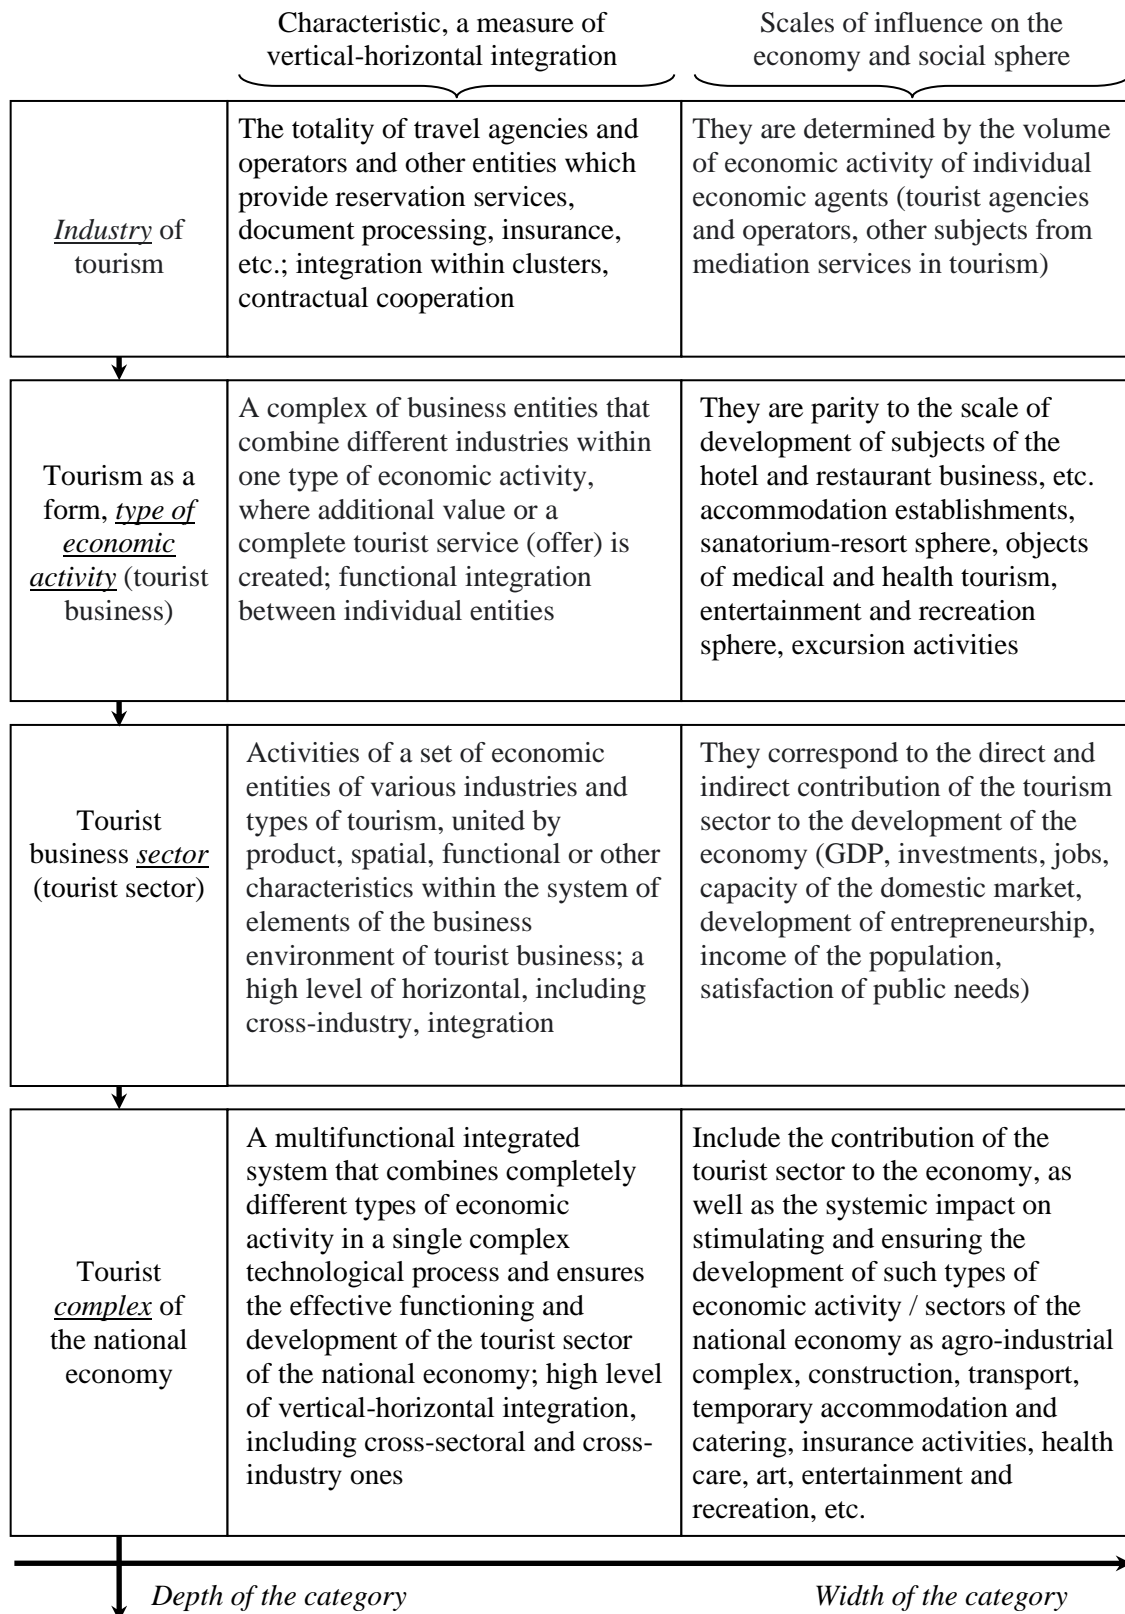 Characteristic, a measure of
vertical-horizontal integration
Scales of influence on the
economy and social sphere
Industry of
tourism
The totality of travel agencies and
operators and other entities which
provide reservation services,
document processing, insurance,
etc.; integration within clusters,
contractual cooperation
They are determined by the volume
of economic activity of individual
economic agents (tourist agencies
and operators, other subjects from
mediation services in tourism)
Tourism as a
form, type of
economic
activity (tourist
business)
A complex of business entities that
combine different industries within
one type of economic activity,
where additional value or a
complete tourist service (offer) is
created; functional integration
between individual entities
They are parity to the scale of
development of subjects of the
hotel and restaurant business, etc.
accommodation establishments,
sanatorium-resort sphere, objects
of medical and health tourism,
entertainment and recreation
sphere, excursion activities
Tourist
business sector
(tourist sector)
Activities of a set of economic
entities of various industries and
types of tourism, united by
product, spatial, functional or other
characteristics within the system of
elements of the business
environment of tourist business; a
high level of horizontal, including
cross-industry, integration
They correspond to the direct and
indirect contribution of the tourism
sector to the development of the
economy (GDP, investments, jobs,
capacity of the domestic market,
development of entrepreneurship,
income of the population,
satisfaction of public needs)
Tourist
complex of
the national
economy
A multifunctional integrated
system that combines completely
different types of economic
activity in a single complex
technological process and ensures
the effective functioning and
development of the tourist sector
of the national economy; high level
of vertical-horizontal integration,
including cross-sectoral and cross-
industry ones
Include the contribution of the
tourist sector to the economy, as
well as the systemic impact on
stimulating and ensuring the
development of such types of
economic activity / sectors of the
national economy as agro-industrial
complex, construction, transport,
temporary accommodation and
catering, insurance activities, health
care, art, entertainment and
recreation, etc.
Depth of the category
Width of the category